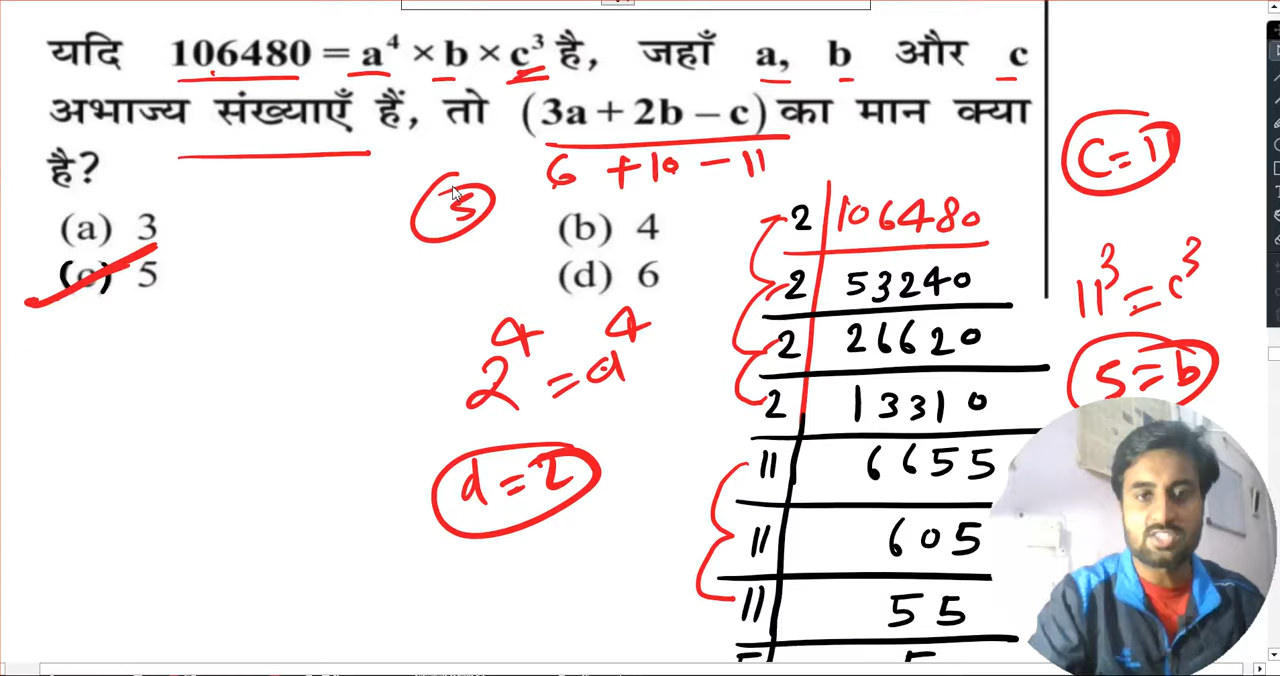 यदि 106480 = a⁴ × b × c³ है, जहाँ a, b और c
अभाज्य संख्याएँ हैं, तो (3a + 2b – c) का मान क्या
है?
6 + 10 - 11
5
(a) 3
(b) 4
(c) 5
(d) 6
2⁴ = a⁴
a = 2
2 | 106480
2 | 53240
2 | 26620
2 | 13310
11 | 6655
11 | 605
11 | 55
C = 11
11³ = c³
5 = b